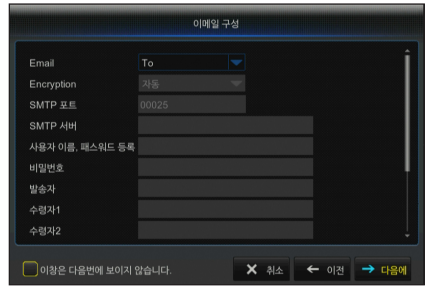 이메일 구성
Email To
Encryption 자동
SMTP 포트 00025
SMTP 서버
사용자 이름, 패스워드 등록
비밀번호
발송자
수령자1
수령자2
이창은 다음번에 보이지 않습니다. 취소 이전 다음에